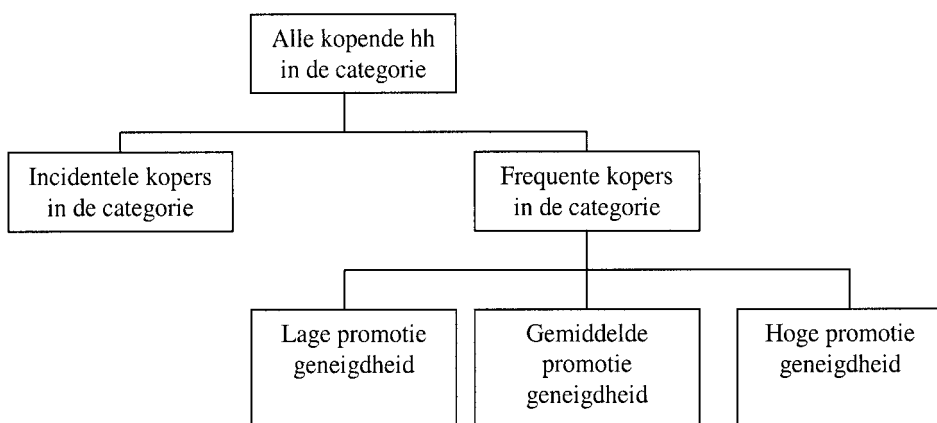 Alle kopende hh
in de categorie
Incidentele kopers
in de categorie
Frequente kopers
in de categorie
Lage promotie
geneigdheid
Gemiddelde
promotie
geneigdheid
Hoge promotie
geneigdheid